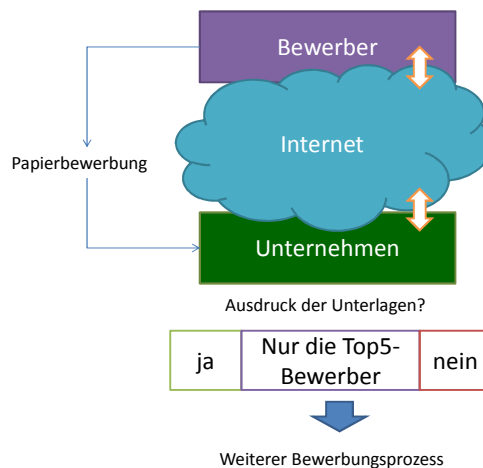 Bewerber
Internet
Papierbewerbung
Unternehmen
Ausdruck der Unterlagen?
ja
Nur die Top5-
Bewerber
nein
Weiterer Bewerbungsprozess